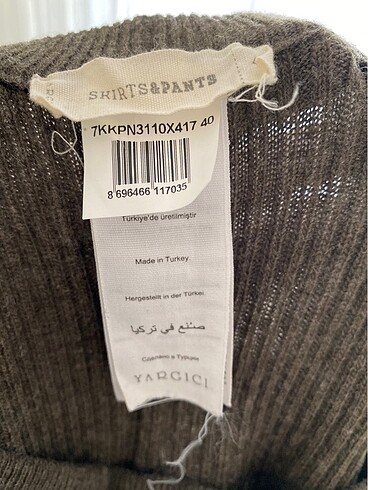 SKIRTS&PANTS
7KKPN3110X417 40
8 696466 117035
Türkiye'de üretilmiştir
Made in Turkey.
Hergestellt in der Türkei.
صنع في تركيا
Сделано в Турции
YARGICI